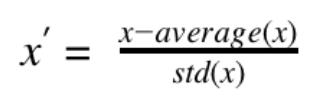 x' = x−average(x) / std(x)